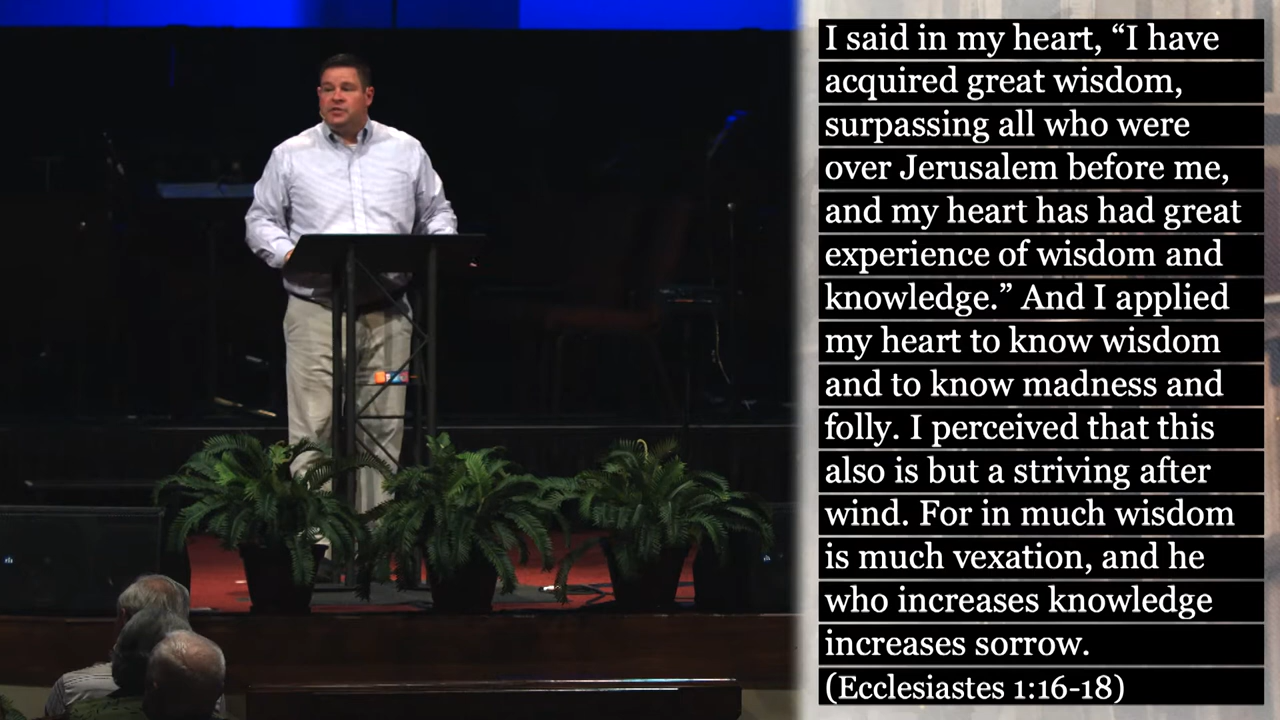 I said in my heart, “I have
acquired great wisdom,
surpassing all who were
over Jerusalem before me,
and my heart has had great
experience of wisdom and
knowledge.” And I applied
my heart to know wisdom
and to know madness and
folly. I perceived that this
also is but a striving after
wind. For in much wisdom
is much vexation, and he
who increases knowledge
increases sorrow.
(Ecclesiastes 1:16-18)